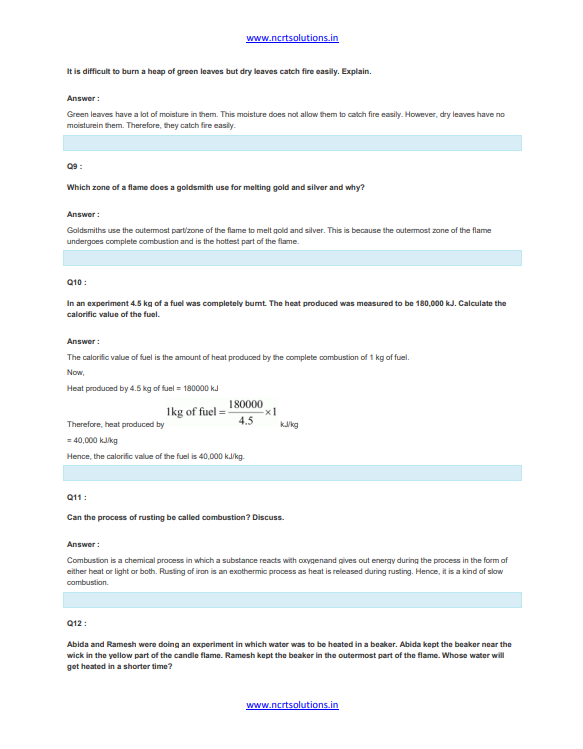 www.ncrtsolutions.in
It is difficult to burn a heap of green leaves but dry leaves catch fire easily. Explain.
Answer :
Green leaves have a lot of moisture in them. This moisture does not allow them to catch fire easily. However, dry leaves have no
moisturein them. Therefore, they catch fire easily.
Q9 :
Which zone of a flame does a goldsmith use for melting gold and silver and why?
Answer :
Goldsmiths use the outermost part/zone of the flame to melt gold and silver. This is because the outermost zone of the flame
undergoes complete combustion and is the hottest part of the flame.
Q10 :
In an experiment 4.5 kg of a fuel was completely burnt. The heat produced was measured to be 180,000 kJ. Calculate the
calorific value of the fuel.
Answer :
The calorific value of fuel is the amount of heat produced by the complete combustion of 1 kg of fuel.
Now,
Heat produced by 4.5 kg of fuel = 180000 kJ
Therefore, heat produced by 1kg of fuel = 180000/4.5 ×1 kJ/kg
= 40,000 kJ/kg
Hence, the calorific value of the fuel is 40,000 kJ/kg.
Q11 :
Can the process of rusting be called combustion? Discuss.
Answer :
Combustion is a chemical process in which a substance reacts with oxygenand gives out energy during the process in the form of
either heat or light or both. Rusting of iron is an exothermic process as heat is released during rusting. Hence, it is a kind of slow
combustion.
Q12 :
Abida and Ramesh were doing an experiment in which water was to be heated in a beaker. Abida kept the beaker near the
wick in the yellow part of the candle flame. Ramesh kept the beaker in the outermost part of the flame. Whose water will
get heated in a shorter time?
www.ncrtsolutions.in